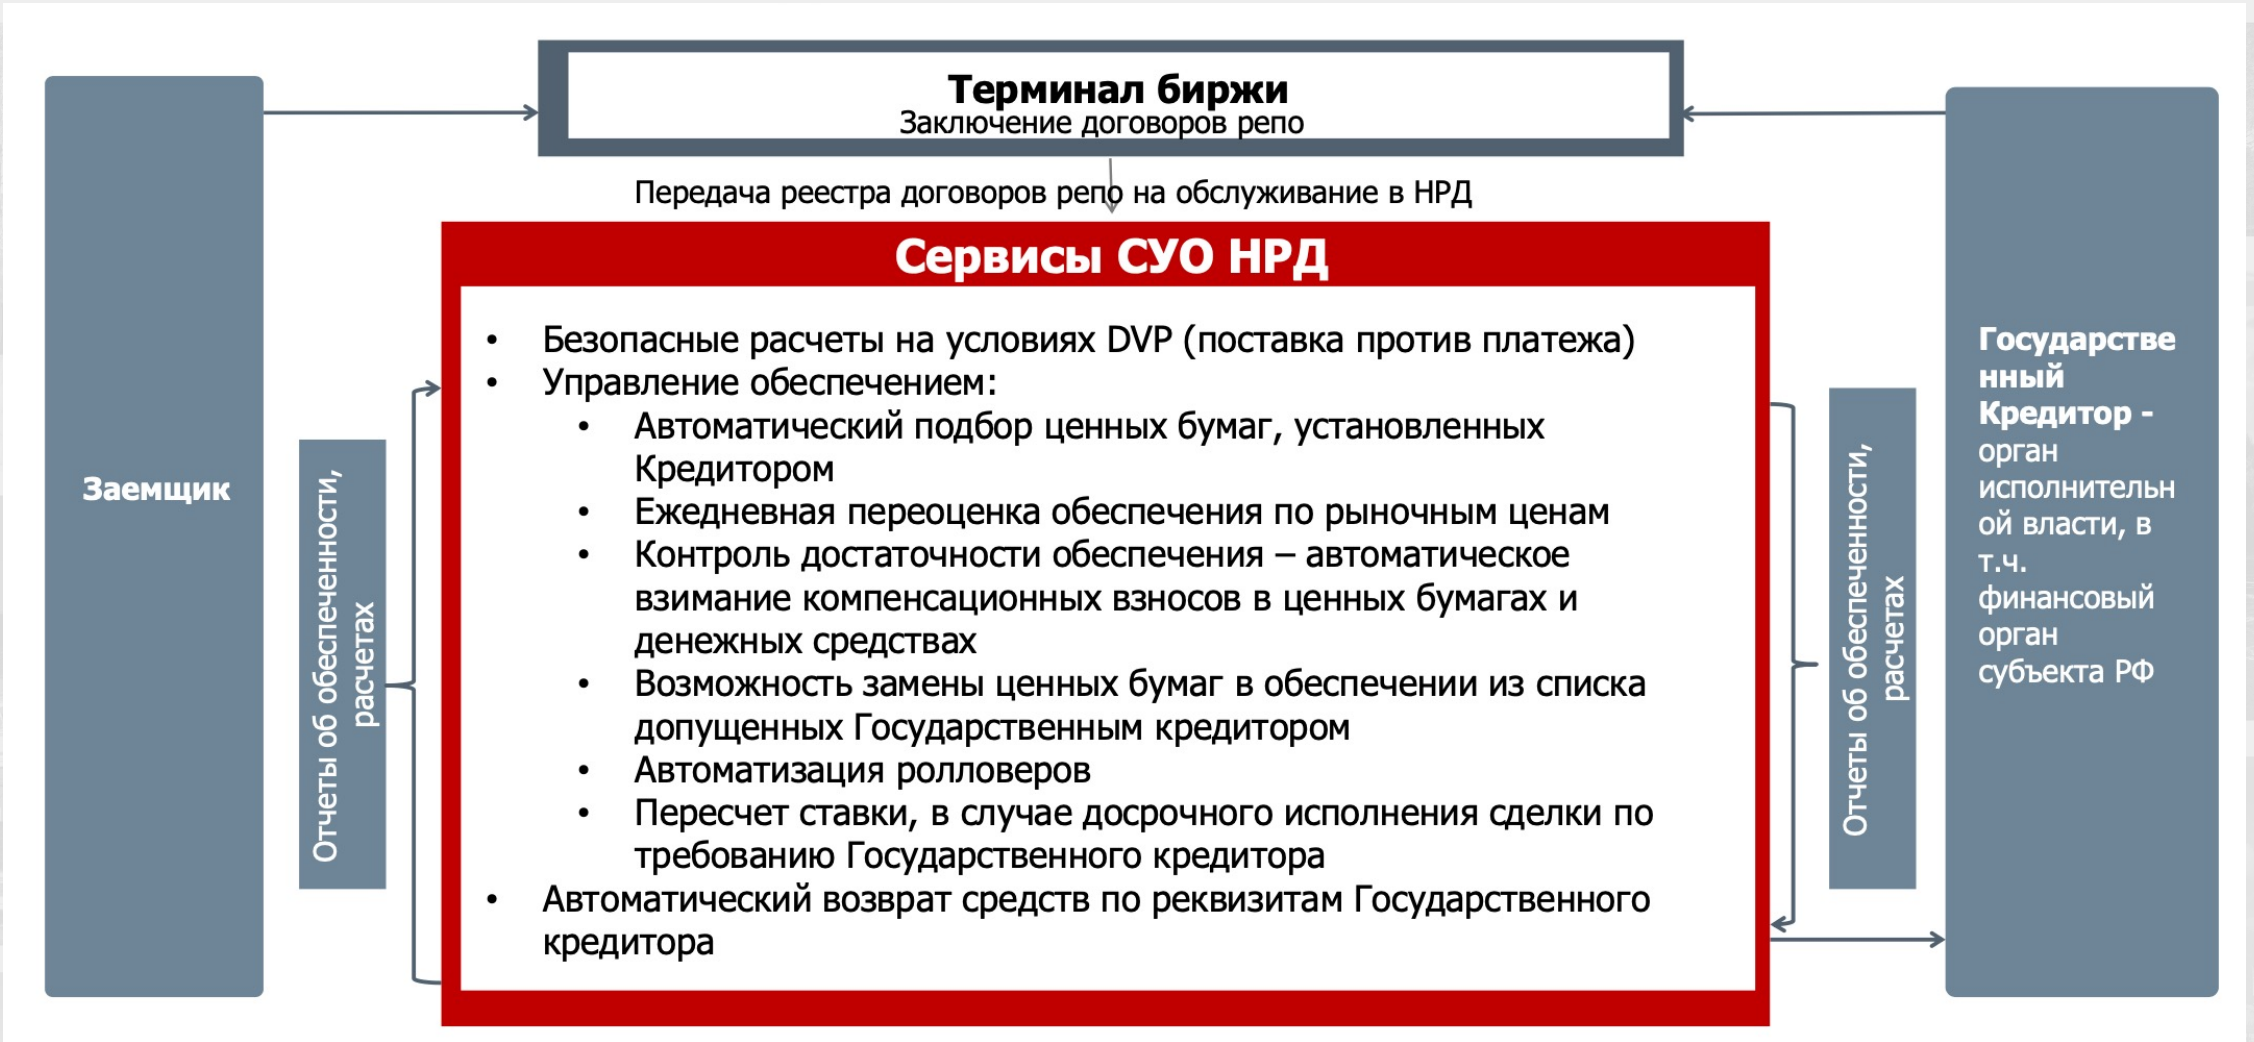 Терминал биржи
Заключение договоров репо
Передача реестра договоров репо на обслуживание в НРД
Заемщик
Отчеты об обеспеченности,
расчетах
Сервисы СУО НРД
• Безопасные расчеты на условиях DVP (поставка против платежа)
• Управление обеспечением:
• Автоматический подбор ценных бумаг, установленных
Кредитором
• Ежедневная переоценка обеспечения по рыночным ценам
• Контроль достаточности обеспечения – автоматическое
взимание компенсационных взносов в ценных бумагах и
денежных средствах
• Возможность замены ценных бумаг в обеспечении из списка
допущенных Государственным кредитором
• Автоматизация ролловеров
• Пересчет ставки, в случае досрочного исполнения сделки по
требованию Государственного кредитора
• Автоматический возврат средств по реквизитам Государственного
кредитора
Отчеты об обеспеченности,
расчетах
Государстве
нный
Кредитор -
орган
исполнительн
ой власти, в
т.ч.
финансовый
орган
субъекта РФ